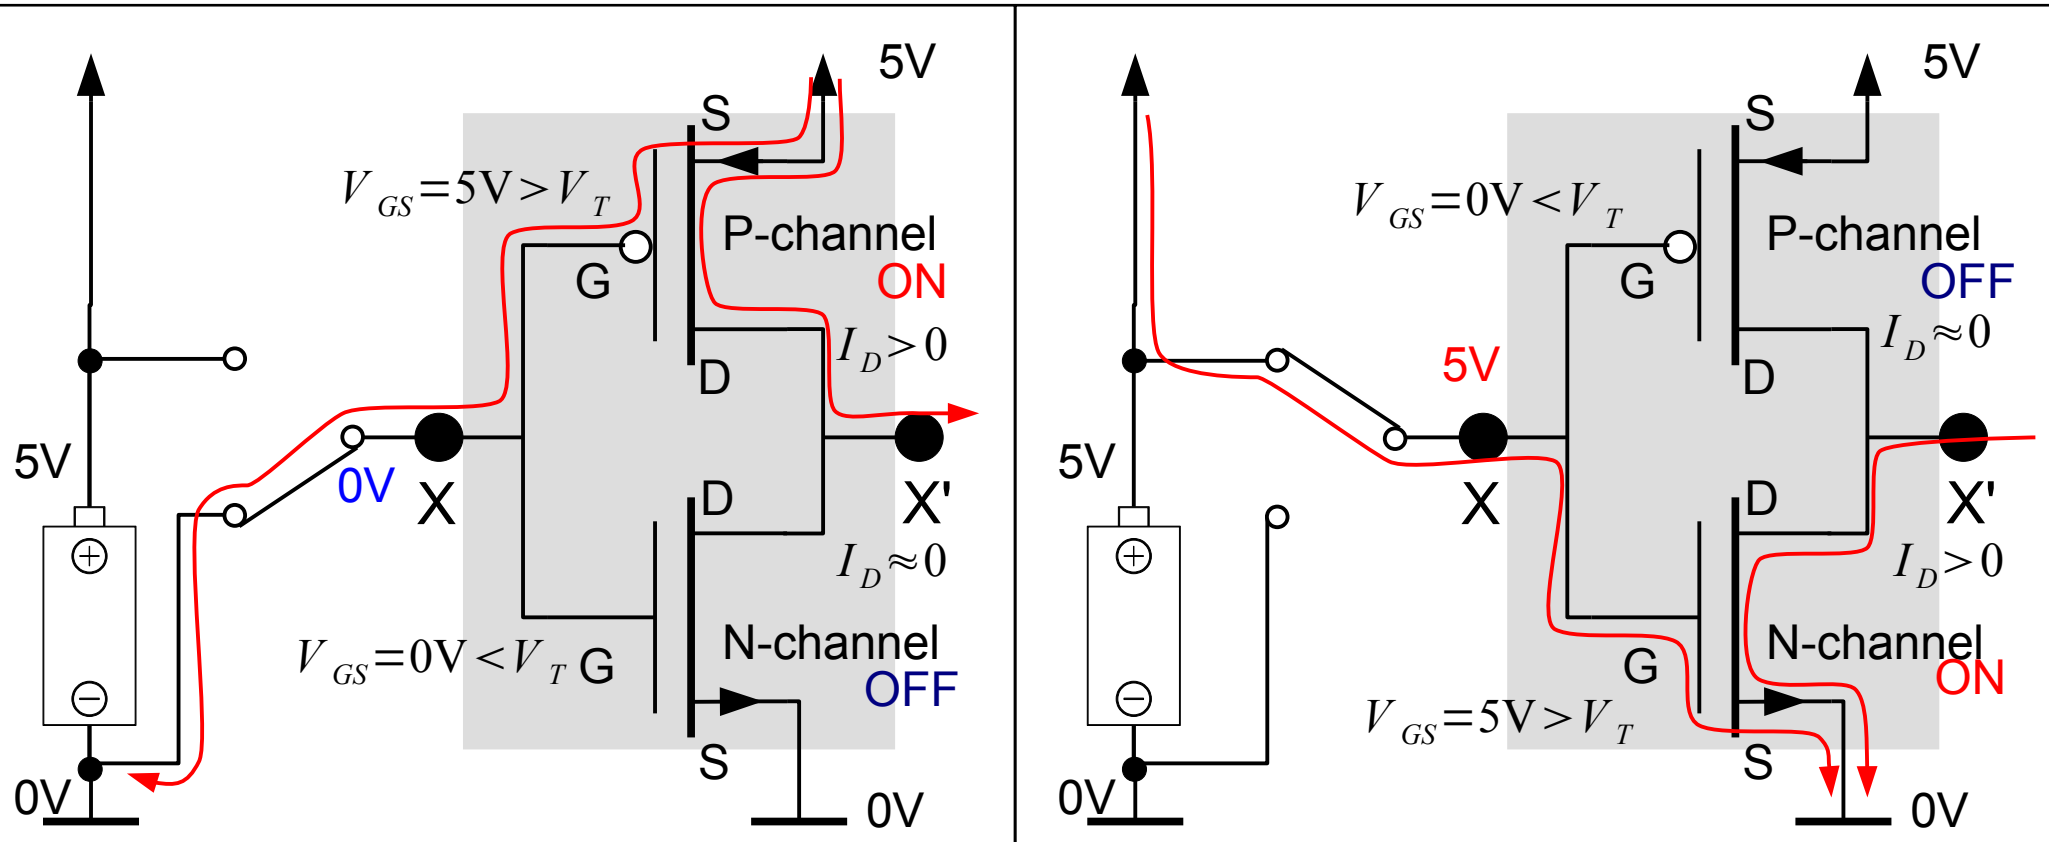 5V
S
V GS = 5V > V T
P-channel
G
ON
I D > 0
D
5V
0V
X
D
X'
I D ≈ 0
V GS = 0V < V T
G
N-channel
OFF
S
0V
0V
+
−
5V
S
V GS = 0V < V T
P-channel
G
OFF
I D ≈ 0
5V
D
5V
X
D
X'
I D > 0
N-channel
G
ON
V GS = 5V > V T
S
0V
0V
+
−